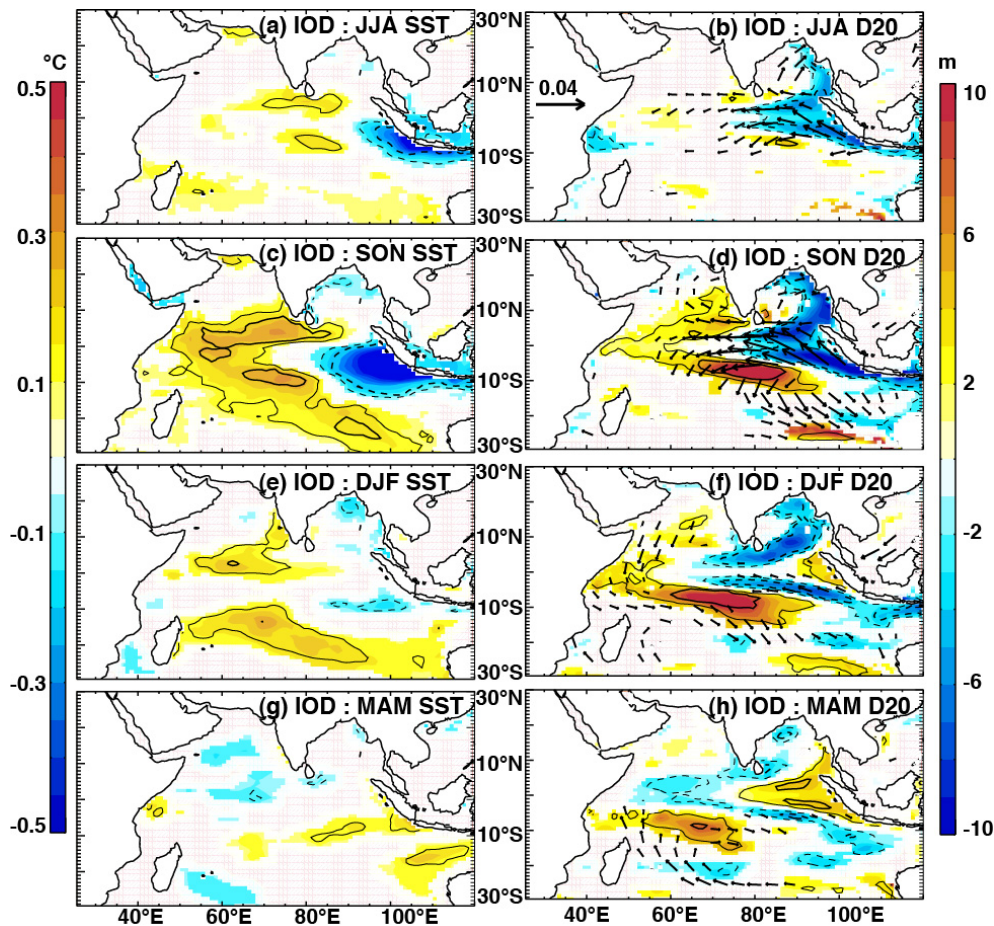 (a) IOD : JJA SST
(b) IOD : JJA D20
30°N
10°N
10°S
30°S
0.04
°C
0.5
0.3
0.1
-0.1
-0.3
-0.5
m
10
6
2
-2
-6
-10
(c) IOD : SON SST
(d) IOD : SON D20
30°N
10°N
10°S
30°S
(e) IOD : DJF SST
(f) IOD : DJF D20
30°N
10°N
10°S
30°S
(g) IOD : MAM SST
(h) IOD : MAM D20
30°N
10°N
10°S
30°S
40°E 60°E 80°E 100°E
40°E 60°E 80°E 100°E